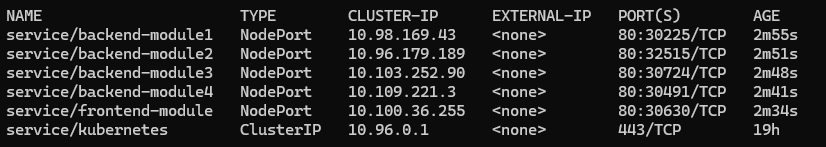 NAME TYPE CLUSTER-IP EXTERNAL-IP PORT(S) AGE
service/backend-module1 NodePort 10.98.169.43 <none> 80:30225/TCP 2m55s
service/backend-module2 NodePort 10.96.179.189 <none> 80:32515/TCP 2m51s
service/backend-module3 NodePort 10.103.252.90 <none> 80:30724/TCP 2m48s
service/backend-module4 NodePort 10.109.221.3 <none> 80:30491/TCP 2m41s
service/frontend-module NodePort 10.100.36.255 <none> 80:30630/TCP 2m34s
service/kubernetes ClusterIP 10.96.0.1 <none> 443/TCP 19h